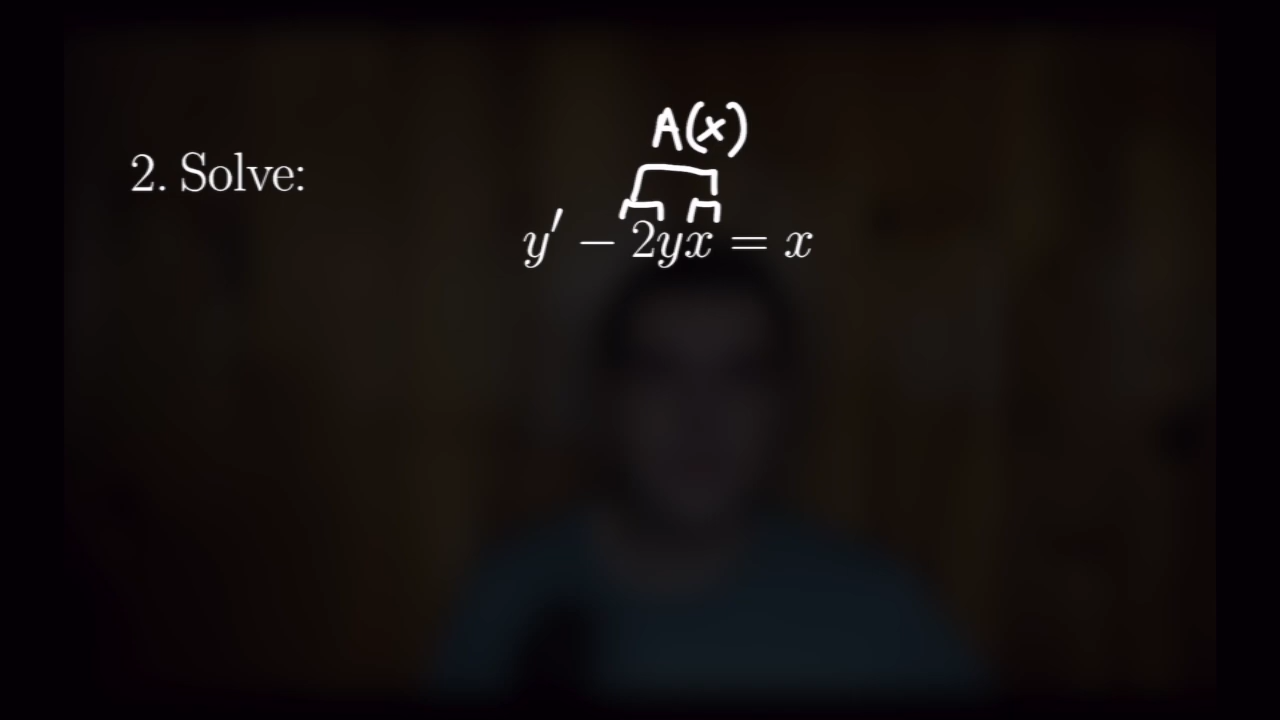 A(x)
2. Solve:
y′ − 2yx = x